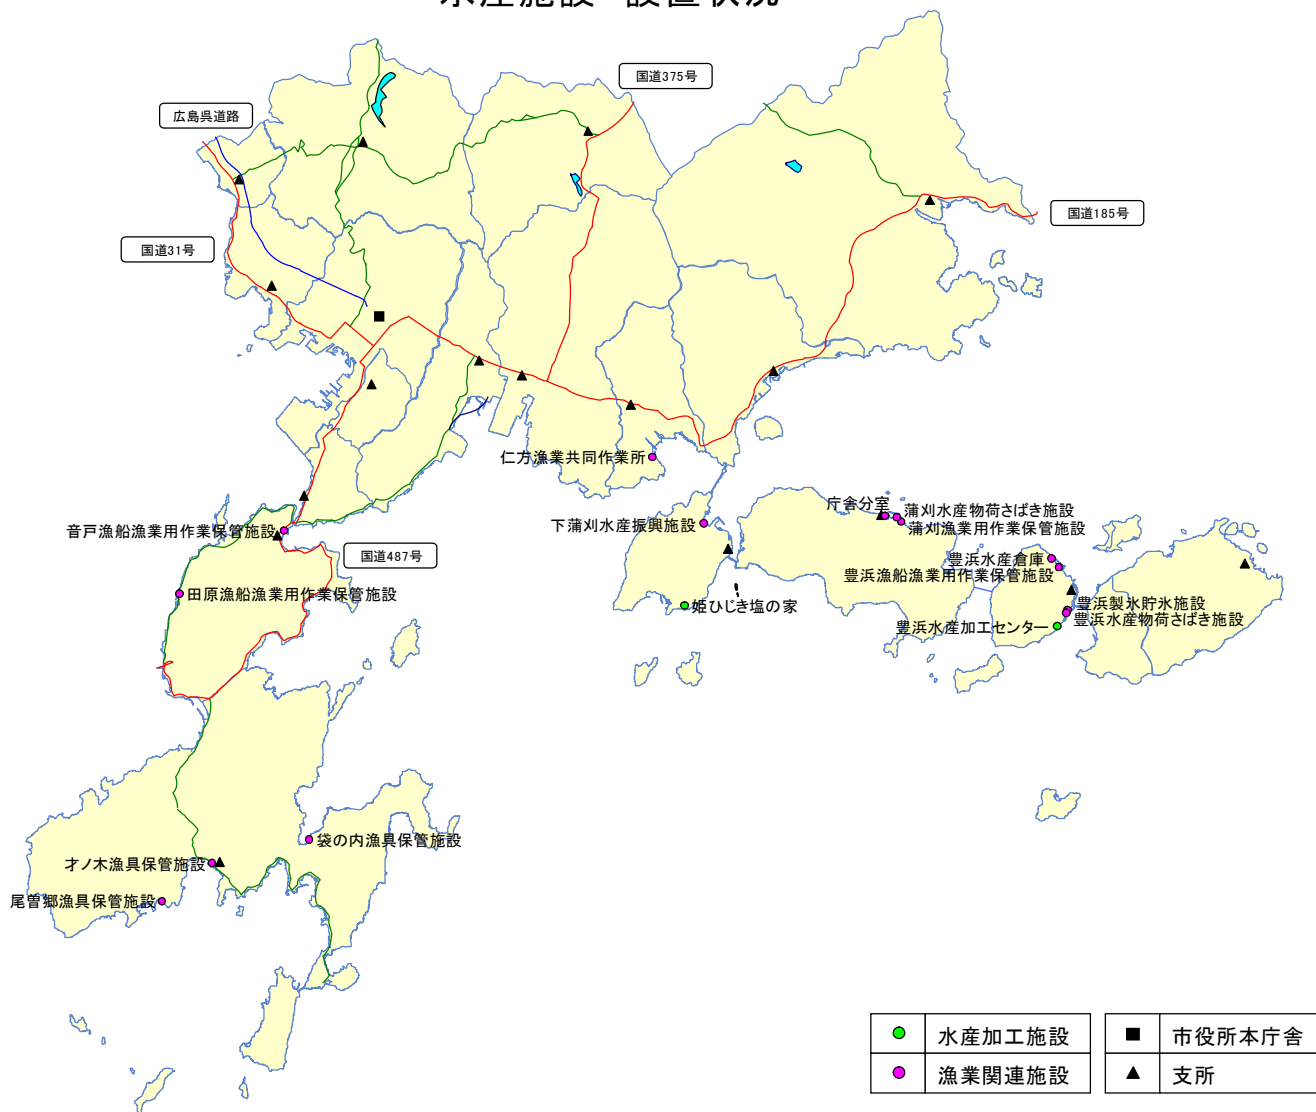 水産施設 設置状況
国道375号
広島呉道路
国道185号
国道31号
仁方漁業共同作業所
庁舎分室
蒲刈水産物荷さばき施設
下蒲刈水産振興施設
蒲刈漁業用作業保管施設
音戸漁船漁業用作業保管施設
国道487号
豊浜水産倉庫
豊浜漁船漁業用作業保管施設
田原漁船漁業用作業保管施設
姫ひじき塩の家
豊浜製氷貯氷施設
豊浜水産物荷さばき施設
豊浜水産加工センター
袋の内漁具保管施設
才ノ木漁具保管施設
尾曽郷漁具保管施設
水産加工施設
市役所本庁舎
漁業関連施設
支所